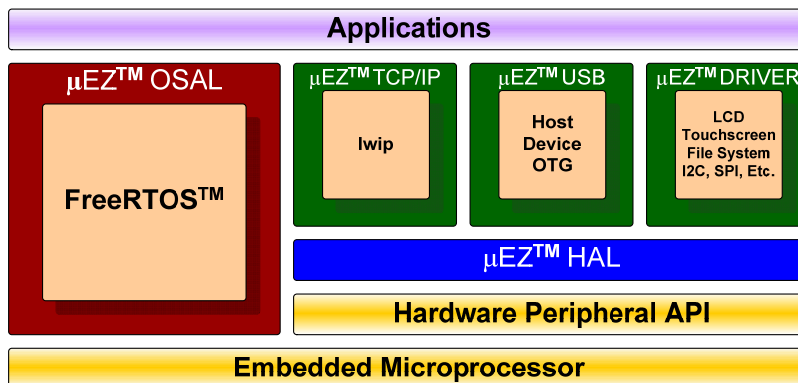 Applications
μEZ™ OSAL
FreeRTOS™
μEZ™ TCP/IP
lwip
μEZ™ USB
Host
Device
OTG
μEZ™ DRIVER
LCD
Touchscreen
File System
I2C, SPI, Etc.
μEZ™ HAL
Hardware Peripheral API
Embedded Microprocessor